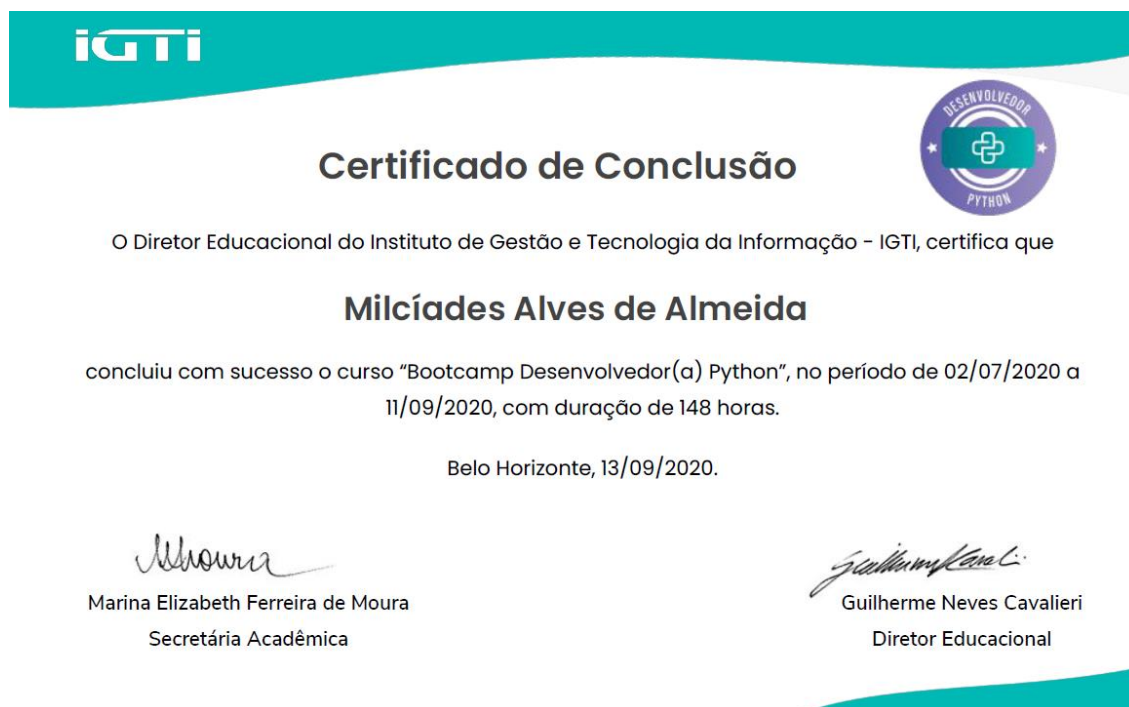 iGTi
DESENVOLVEDOR
PYTHON
Certificado de Conclusão
O Diretor Educacional do Instituto de Gestão e Tecnologia da Informação - IGTI, certifica que
Milcíades Alves de Almeida
concluiu com sucesso o curso “Bootcamp Desenvolvedor(a) Python”, no período de 02/07/2020 a
11/09/2020, com duração de 148 horas.
Belo Horizonte, 13/09/2020.
Marina Elizabeth Ferreira de Moura
Secretária Acadêmica
Guilherme Neves Cavalieri
Diretor Educacional